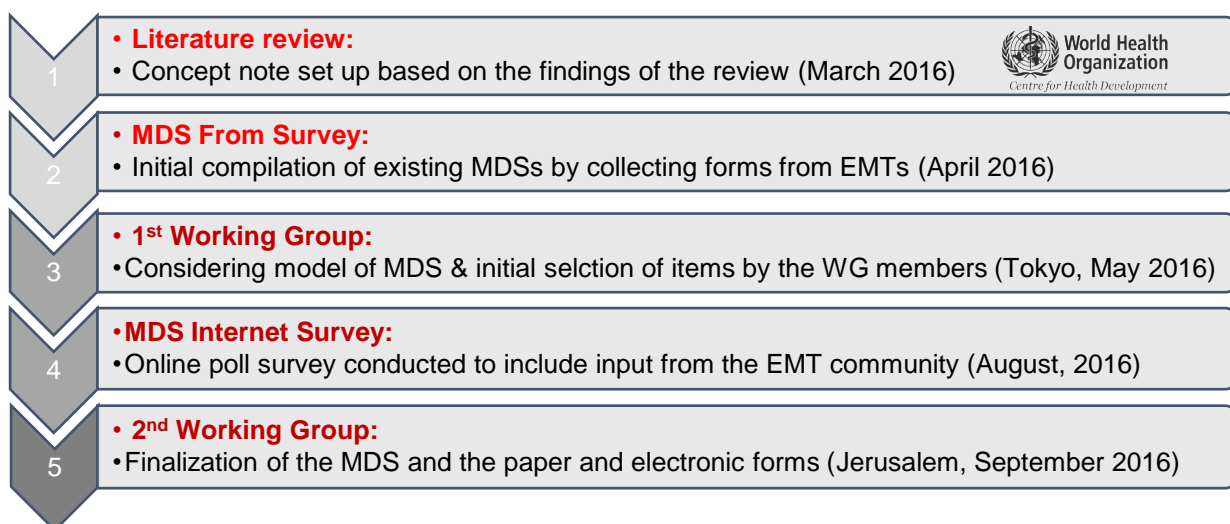 1
• Literature review:
• Concept note set up based on the findings of the review (March 2016)
World Health
Organization
Centre for Health Development
2
• MDS From Survey:
• Initial compilation of existing MDSs by collecting forms from EMTs (April 2016)
3
• 1st Working Group:
•Considering model of MDS & initial selction of items by the WG members (Tokyo, May 2016)
4
•MDS Internet Survey:
•Online poll survey conducted to include input from the EMT community (August, 2016)
5
• 2nd Working Group:
•Finalization of the MDS and the paper and electronic forms (Jerusalem, September 2016)